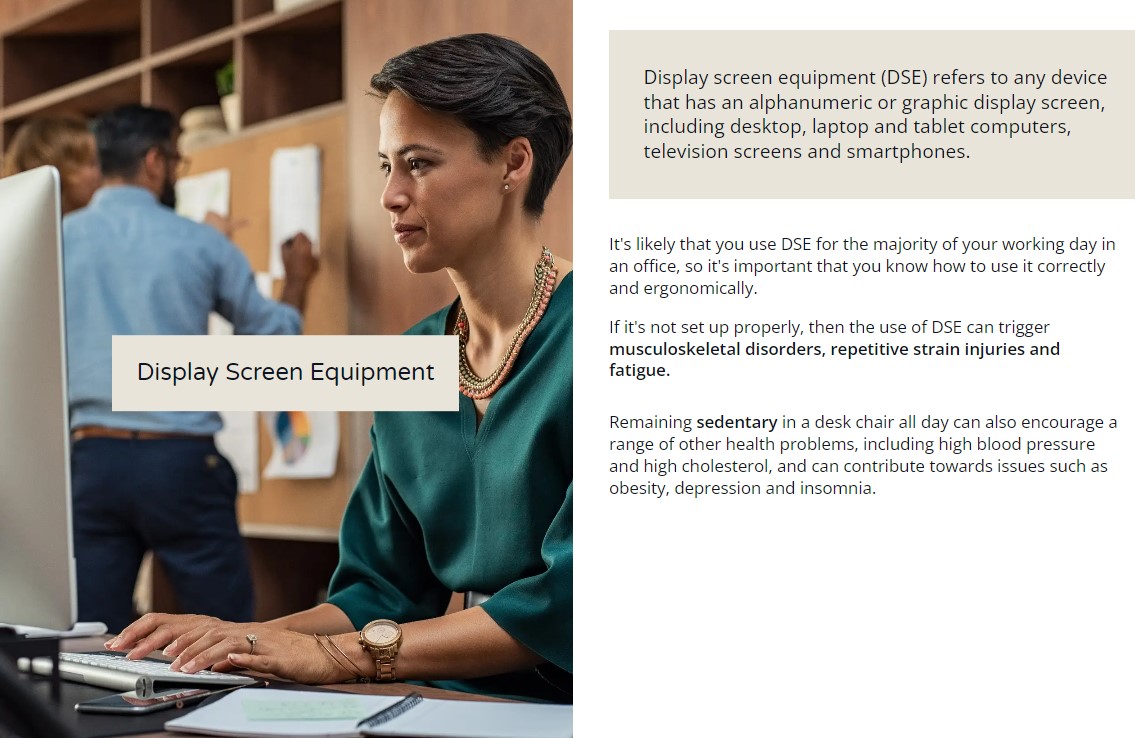 Display Screen Equipment
Display screen equipment (DSE) refers to any device
that has an alphanumeric or graphic display screen,
including desktop, laptop and tablet computers,
television screens and smartphones.
It's likely that you use DSE for the majority of your working day in
an office, so it's important that you know how to use it correctly
and ergonomically.
If it's not set up properly, then the use of DSE can trigger
musculoskeletal disorders, repetitive strain injuries and
fatigue.
Remaining sedentary in a desk chair all day can also encourage a
range of other health problems, including high blood pressure
and high cholesterol, and can contribute towards issues such as
obesity, depression and insomnia.